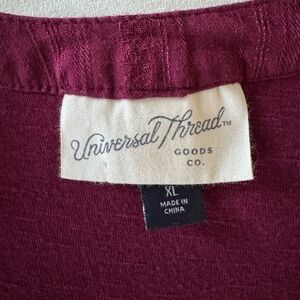 Universal Thread™
GOODS
CO.
XL
MADE IN
CHINA